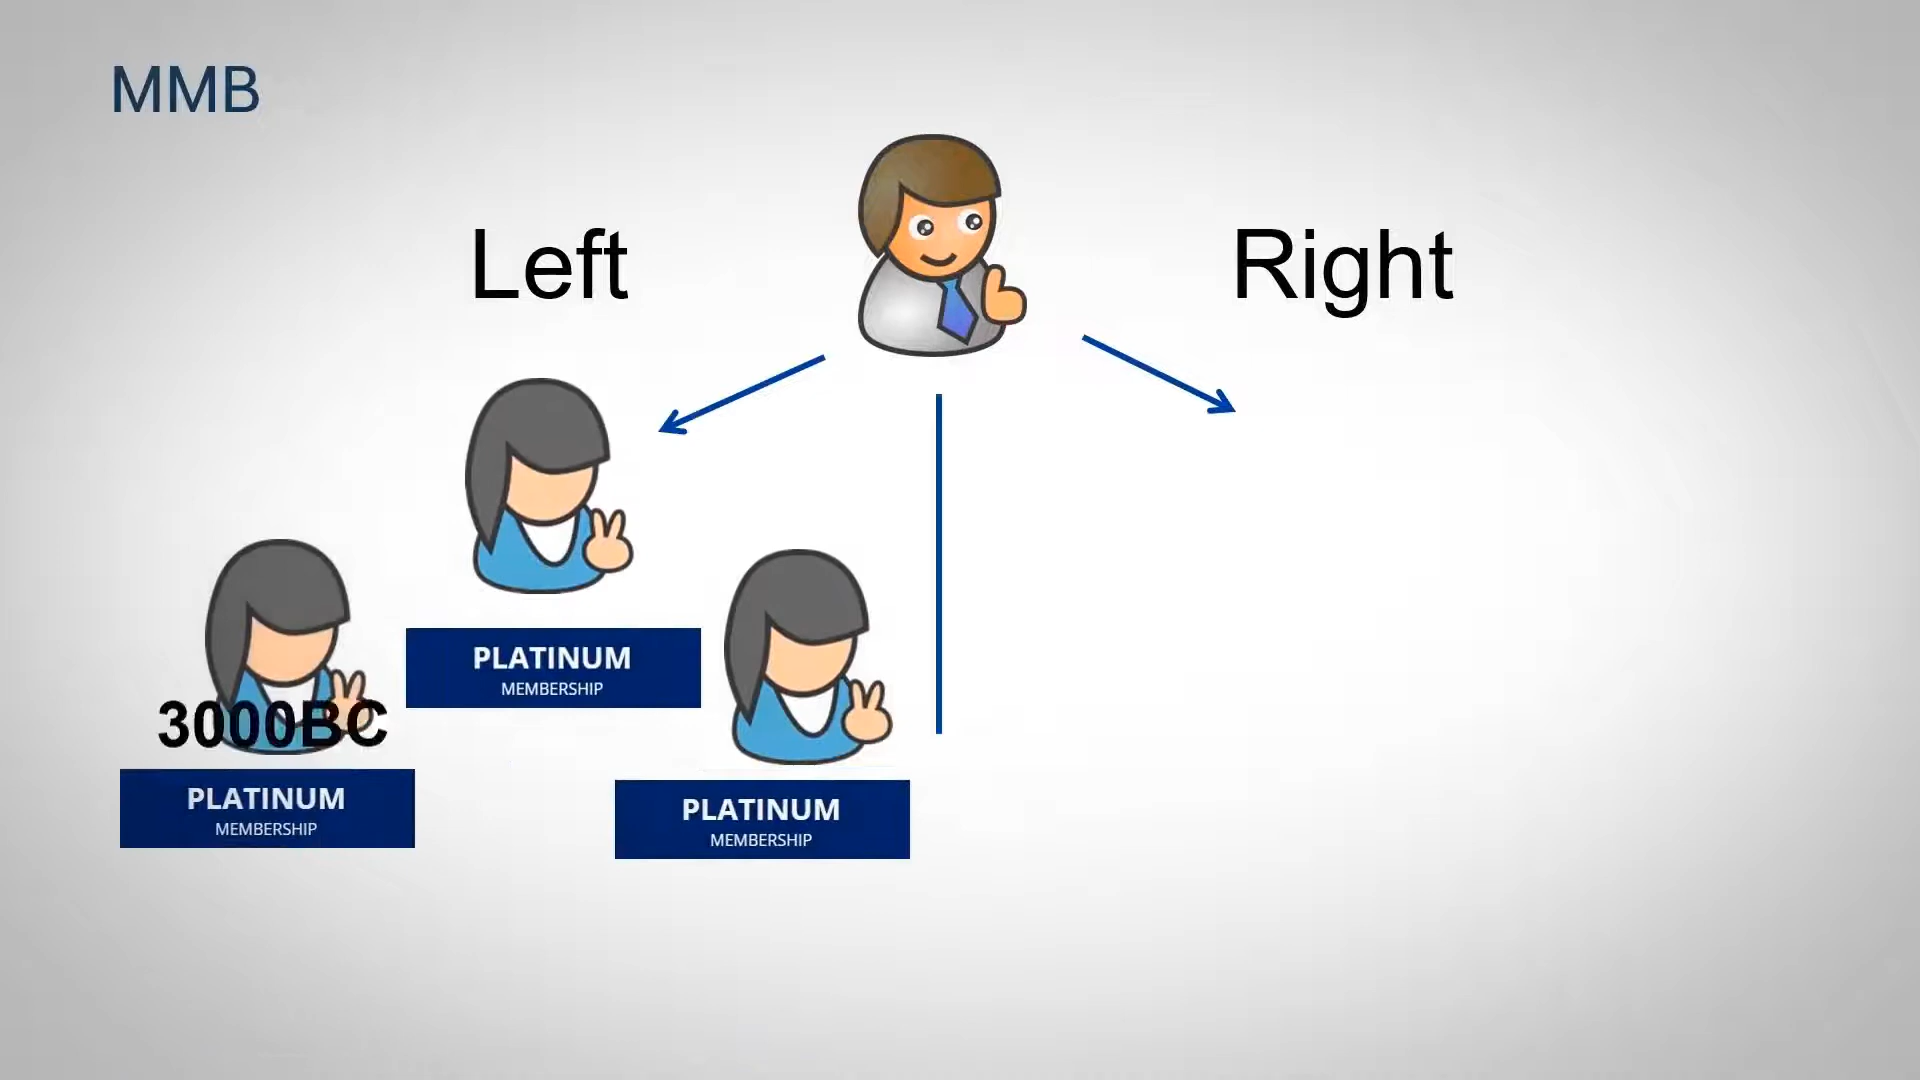 MMB
Left
Right
PLATINUM
MEMBERSHIP
3000BC
PLATINUM
MEMBERSHIP
PLATINUM
MEMBERSHIP